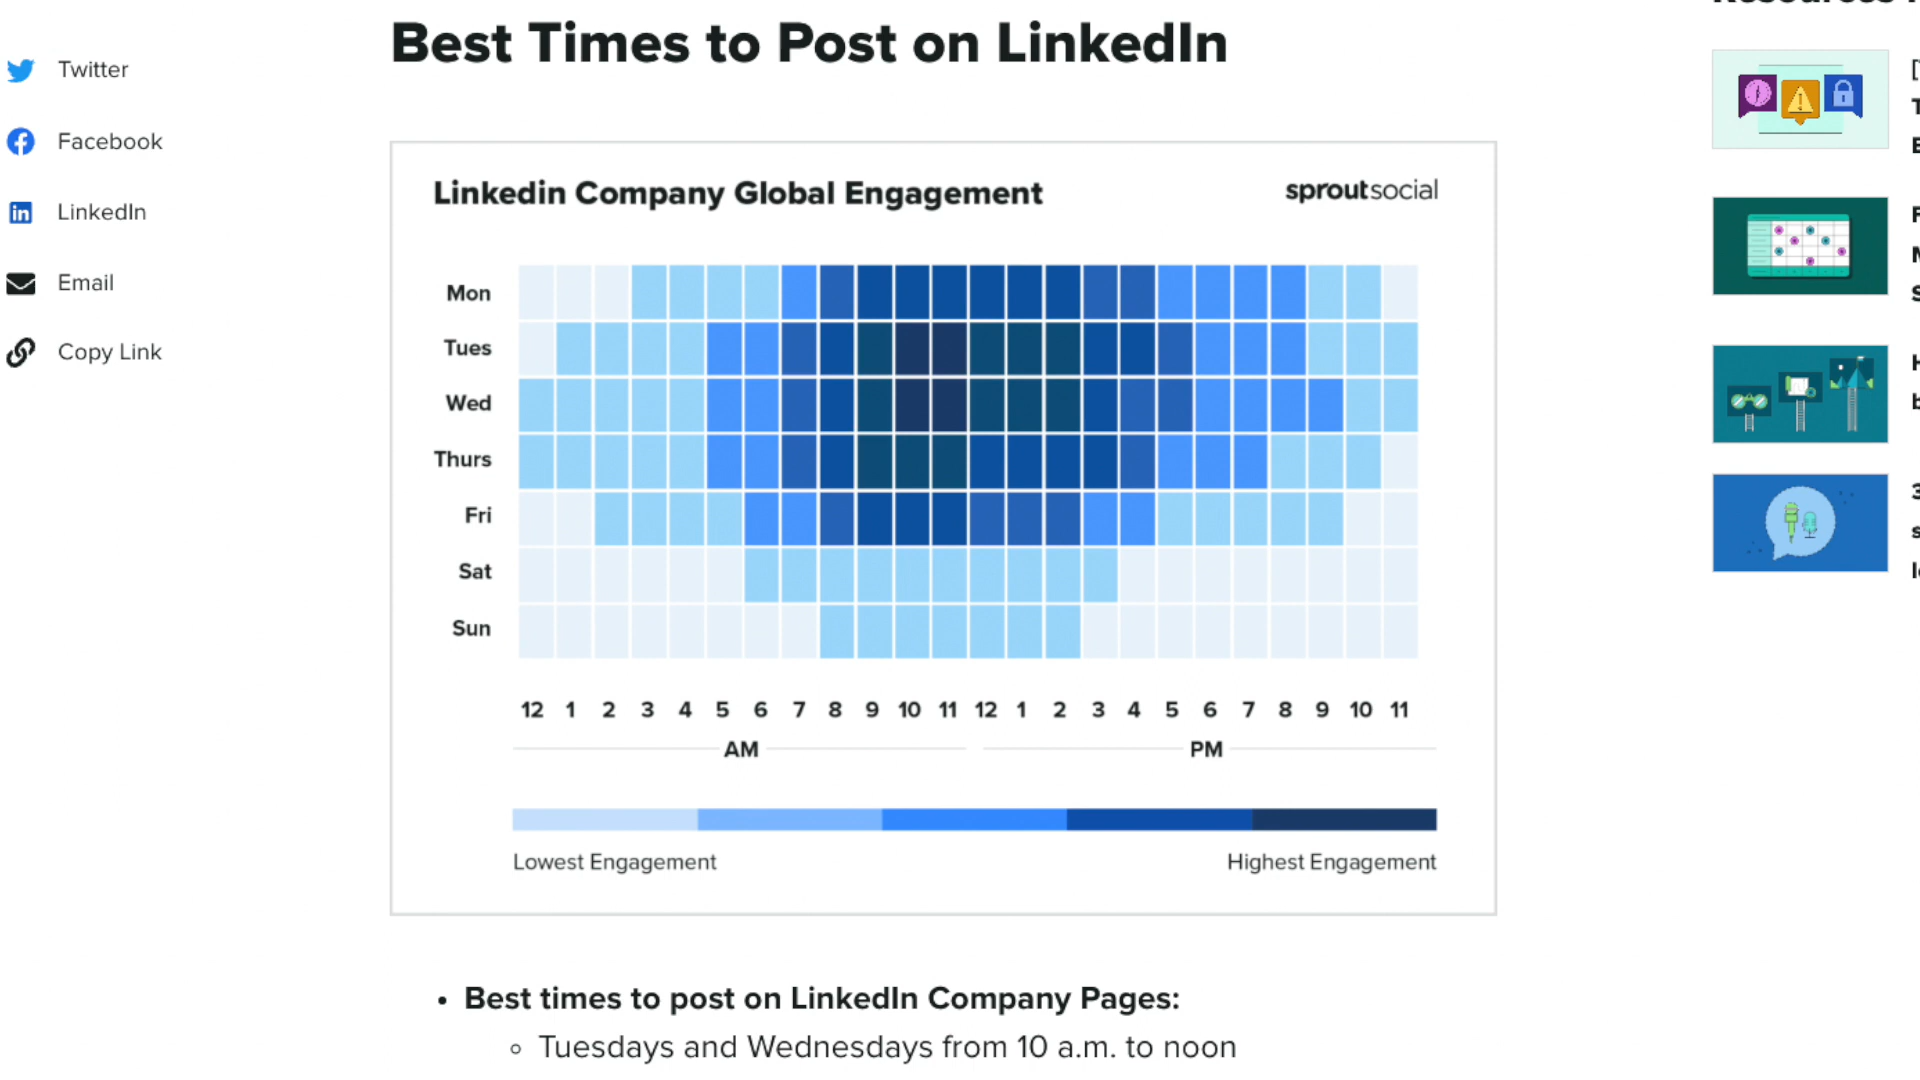 Best Times to Post on LinkedIn
Twitter
Facebook
LinkedIn
Email
Copy Link
Linkedin Company Global Engagement
sproutsocial
Mon
Tues
Wed
Thurs
Fri
Sat
Sun
12 1 2 3 4 5 6 7 8 9 10 11 12 1 2 3 4 5 6 7 8 9 10 11
AM PM
Lowest Engagement Highest Engagement
• Best times to post on LinkedIn Company Pages:
◦ Tuesdays and Wednesdays from 10 a.m. to noon